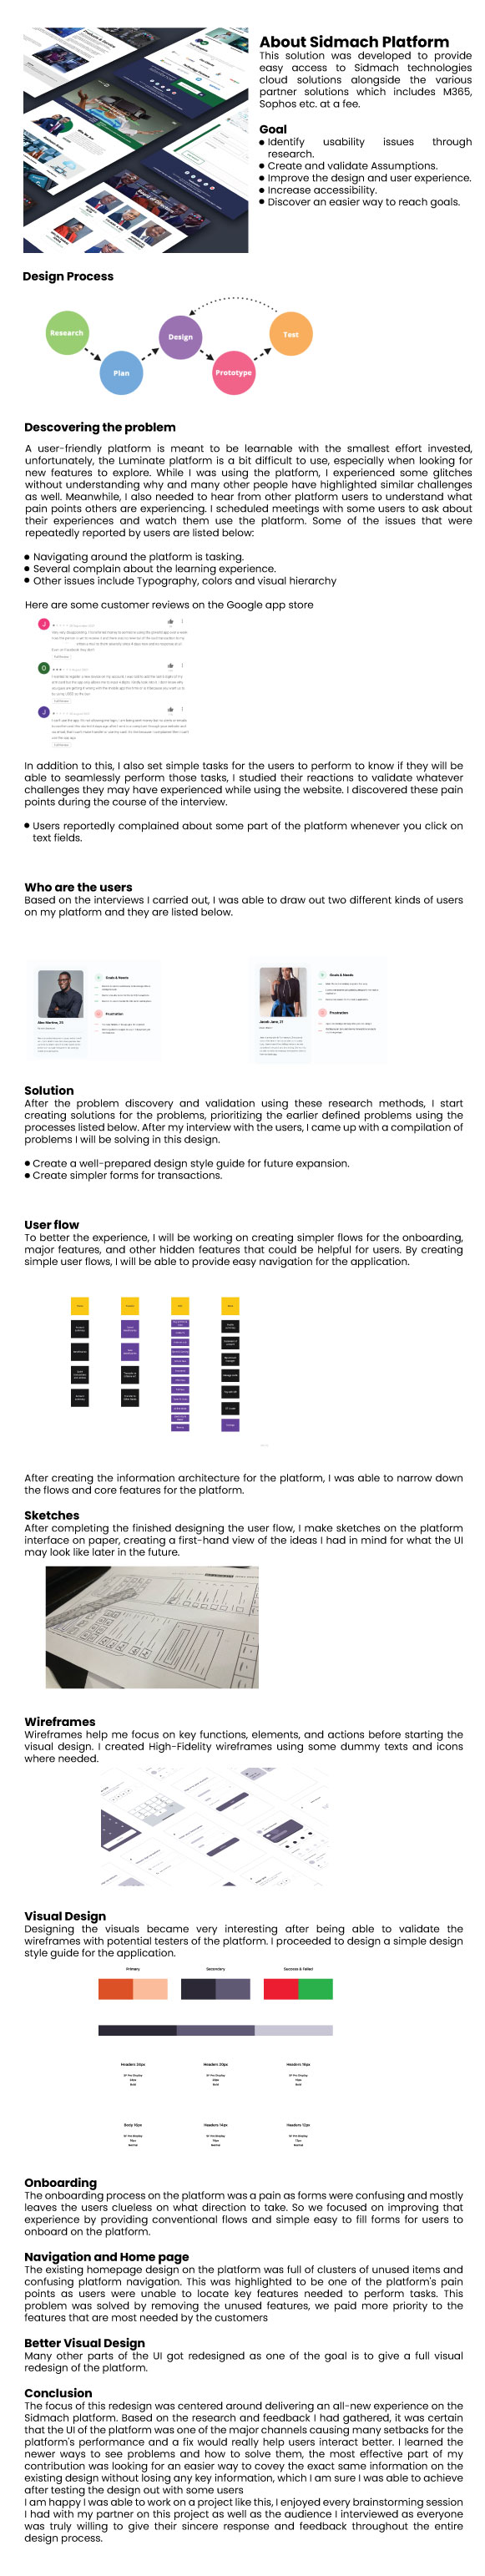 About Sidmach Platform
This solution was developed to provide
easy access to Sidmach technologies
cloud solutions alongside the various
partner solutions which includes M365,
Sophos etc. at a fee.
Goal
Identify usability issues through
research.
Create and validate Assumptions.
Improve the design and user experience.
Increase accessibility.
Discover an easier way to reach goals.
Design Process
Research
Plan
Design
Prototype
Test
Descovering the problem
A user-friendly platform is meant to be learnable with the smallest effort invested,
unfortunately, the Luminate platform is a bit difficult to use, especially when looking for
new features to explore. While I was using the platform, I experienced some glitches
without understanding why and many other people have highlighted similar challenges
as well. Meanwhile, I also needed to hear from other platform users to understand what
pain points others are experiencing. I scheduled meetings with some users to ask about
their experiences and watch them use the platform. Some of the issues that were
repeatedly reported by users are listed below:
Navigating around the platform is tasking.
Several complain about the learning experience.
Other issues include Typography, colors and visual hierarchy
Here are some customer reviews on the Google app store
In addition to this, I also set simple tasks for the users to perform to know if they will be
able to seamlessly perform those tasks, I studied their reactions to validate whatever
challenges they may have experienced while using the website. I discovered these pain
points during the course of the interview.
Users reportedly complained about some part of the platform whenever you click on
text fields.
Who are the users
Based on the interviews I carried out, I was able to draw out two different kinds of users
on my platform and they are listed below.
Goals & Needs
Frustration
Goals & Needs
Frustration
Solution
After the problem discovery and validation using these research methods, I start
creating solutions for the problems, prioritizing the earlier defined problems using the
processes listed below. After my interview with the users, I came up with a compilation of
problems I will be solving in this design.
Create a well-prepared design style guide for future expansion.
Create simpler forms for transactions.
User flow
To better the experience, I will be working on creating simpler flows for the onboarding,
major features, and other hidden features that could be helpful for users. By creating
simple user flows, I will be able to provide easy navigation for the application.
After creating the information architecture for the platform, I was able to narrow down
the flows and core features for the platform.
Sketches
After completing the finished designing the user flow, I make sketches on the platform
interface on paper, creating a first-hand view of the ideas I had in mind for what the UI
may look like later in the future.
Wireframes
Wireframes help me focus on key functions, elements, and actions before starting the
visual design. I created High-Fidelity wireframes using some dummy texts and icons
where needed.
Visual Design
Designing the visuals became very interesting after being able to validate the
wireframes with potential testers of the platform. I proceeded to design a simple design
style guide for the application.
Primary
Secondary
Success & Failed
Onboarding
The onboarding process on the platform was a pain as forms were confusing and mostly
leaves the users clueless on what direction to take. So we focused on improving that
experience by providing conventional flows and simple easy to fill forms for users to
onboard on the platform.
Navigation and Home page
The existing homepage design on the platform was full of clusters of unused items and
confusing platform navigation. This was highlighted to be one of the platform's pain
points as users were unable to locate key features needed to perform tasks. This
problem was solved by removing the unused features, we paid more priority to the
features that are most needed by the customers
Better Visual Design
Many other parts of the UI got redesigned as one of the goal is to give a full visual
redesign of the platform.
Conclusion
The focus of this redesign was centered around delivering an all-new experience on the
Sidmach platform. Based on the research and feedback I had gathered, it was certain
that the UI of the platform was one of the major channels causing many setbacks for the
platform's performance and a fix would really help users interact better. I learned the
newer ways to see problems and how to solve them, the most effective part of my
contribution was looking for an easier way to covey the exact same information on the
existing design without losing any key information, which I am sure I was able to achieve
after testing the design out with some users
I am happy I was able to work on a project like this, I enjoyed every brainstorming session
I had with my partner on this project as well as the audience I interviewed as everyone
was truly willing to give their sincere response and feedback throughout the entire
design process.